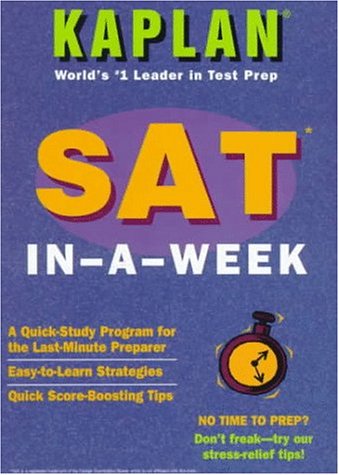 KAPLAN®
World's #1 Leader in Test Prep
SAT*
IN–A–WEEK
A Quick-Study Program for
the Last-Minute Preparer
Easy-to-Learn Strategies
Quick Score-Boosting Tips
NO TIME TO PREP?
Don't freak—try our
stress-relief tips!